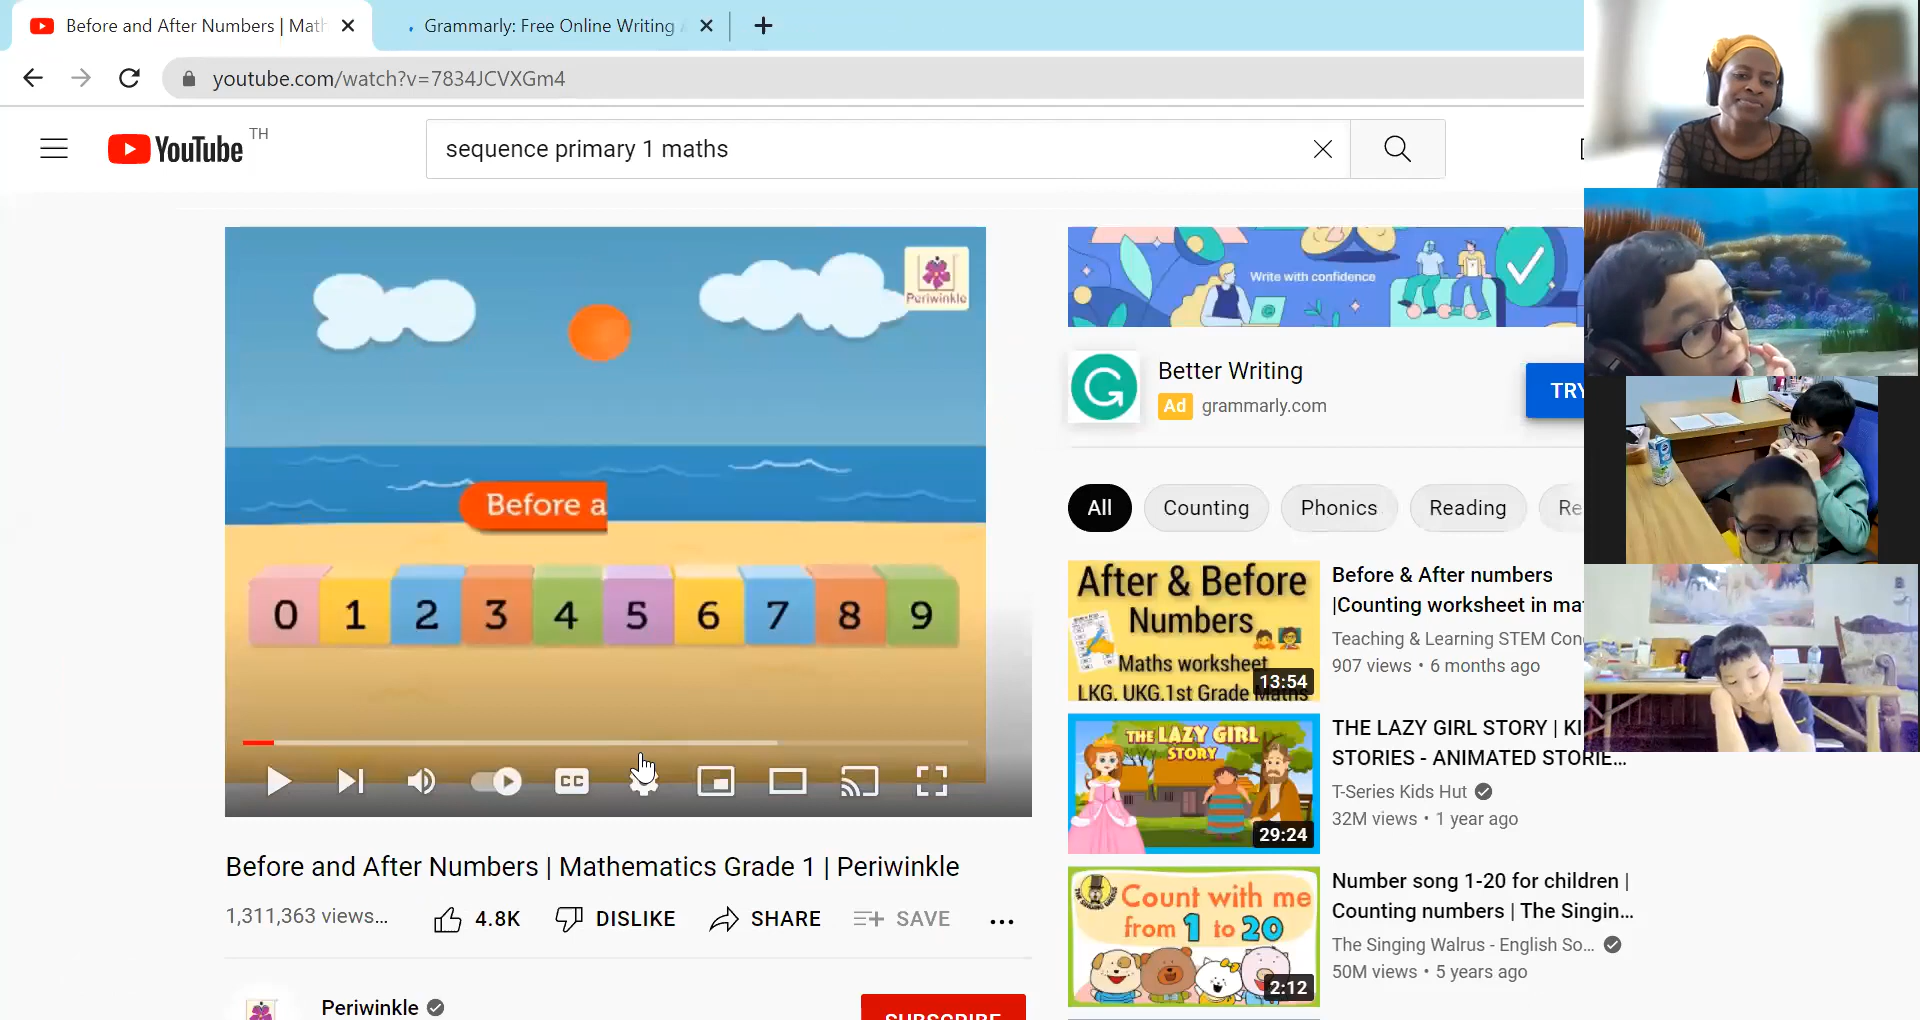 Before and After Numbers | Math
Grammarly: Free Online Writing
youtube.com/watch?v=7834JCVXGm4
YouTube TH
sequence primary 1 maths
Periwinkle
Before a
0 1 2 3 4 5 6 7 8 9
CC
Before and After Numbers | Mathematics Grade 1 | Periwinkle
1,311,363 views...
4.8K
DISLIKE
SHARE
SAVE
Periwinkle
SUBSCRIBE
Write with confidence
Better Writing
Ad grammarly.com
TRY
All
Counting
Phonics
Reading
Re
After & Before
Numbers
Maths worksheet
LKG, UKG,1st Grade Maths
13:54
Before & After numbers
|Counting worksheet in mat
Teaching & Learning STEM Con
907 views • 6 months ago
THE LAZY GIRL
STORY
29:24
THE LAZY GIRL STORY | KI
STORIES - ANIMATED STORIE...
T-Series Kids Hut
32M views • 1 year ago
Count with me
from 1 to 20
2:12
Number song 1-20 for children |
Counting numbers | The Singin...
The Singing Walrus - English So...
50M views • 5 years ago